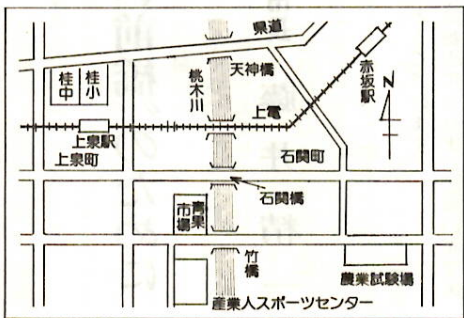 県道
赤坂駅
天神橋
桂中
桂小
桃木川
N
上電
上泉駅
上泉町
石関町
石関橋
青果市場
竹橋
農業試験場
産業人スポーツセンター